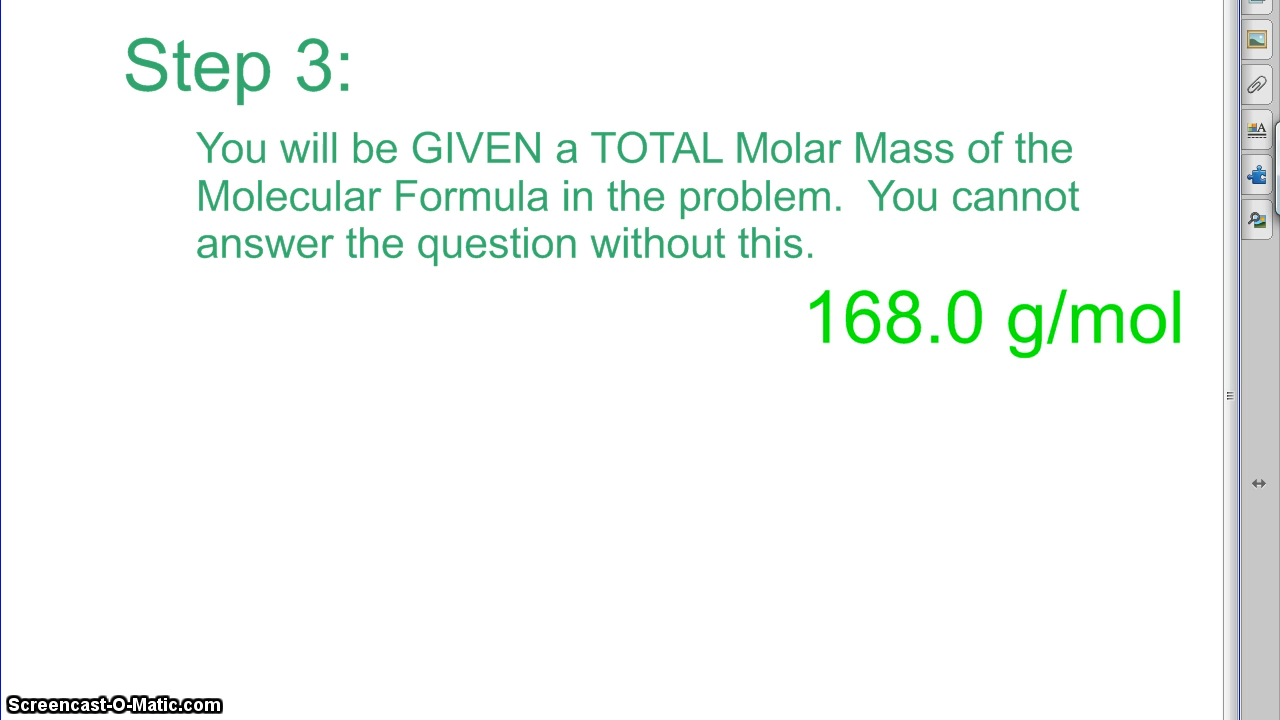 Step 3:
You will be GIVEN a TOTAL Molar Mass of the
Molecular Formula in the problem.  You cannot
answer the question without this.
168.0 g/mol
Screencast-O-Matic.com